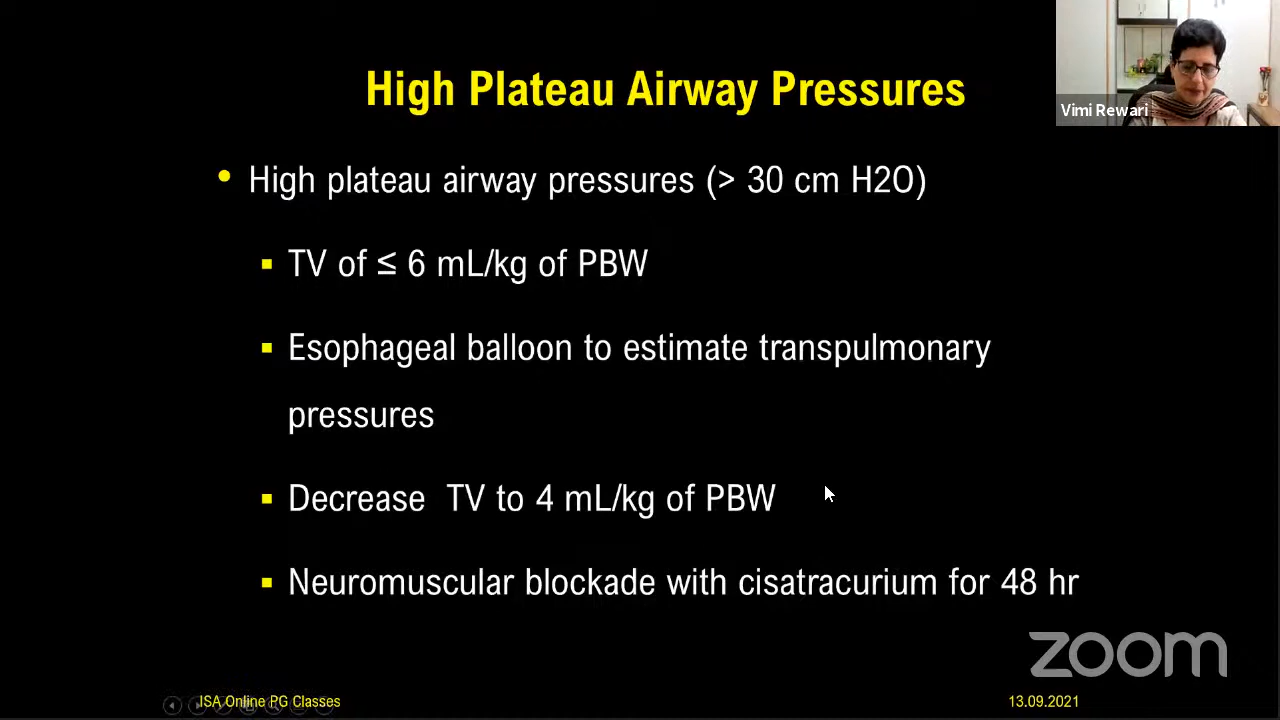 High Plateau Airway Pressures
Vimi Rewari
• High plateau airway pressures (> 30 cm H2O)
▪ TV of ≤ 6 mL/kg of PBW
▪ Esophageal balloon to estimate transpulmonary
pressures
▪ Decrease  TV to 4 mL/kg of PBW
▪ Neuromuscular blockade with cisatracurium for 48 hr
zoom
ISA Online PG Classes
13.09.2021